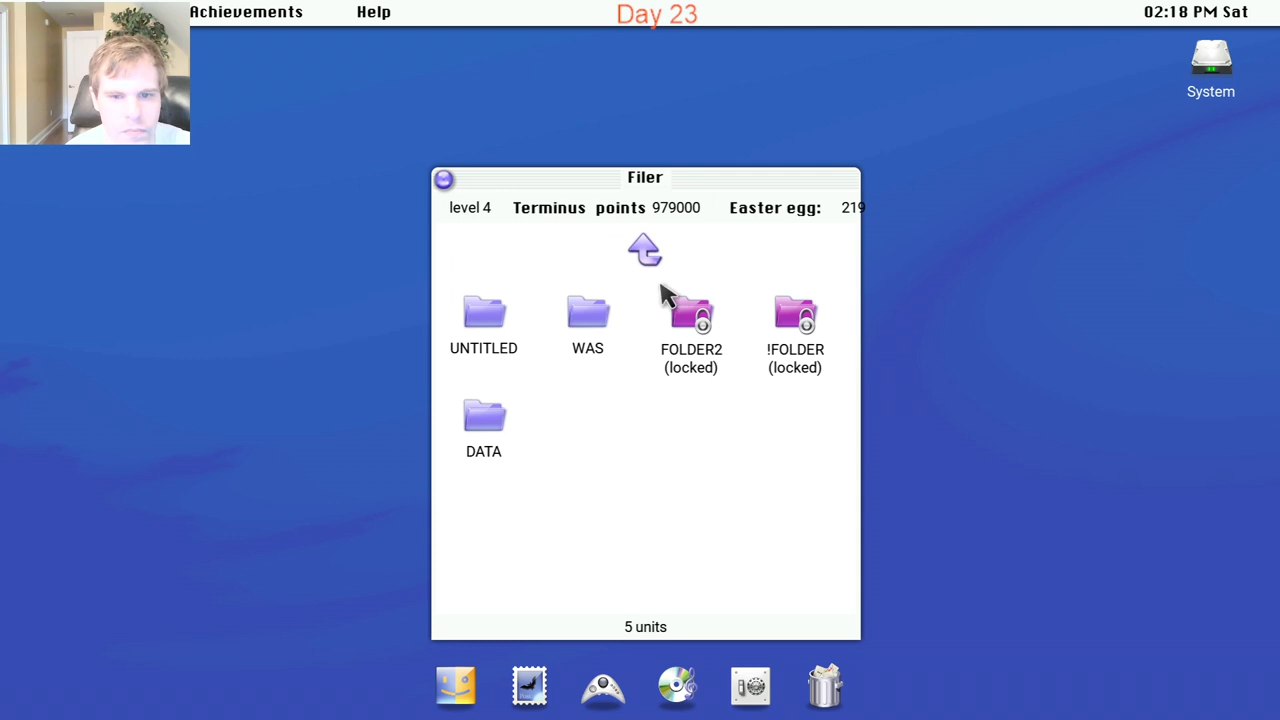 Achievements Help Day 23 02:18 PM Sat
System
Filer
level 4 Terminus points 979000 Easter egg: 219
UNTITLED WAS FOLDER2 !FOLDER
(locked) (locked)
DATA
5 units